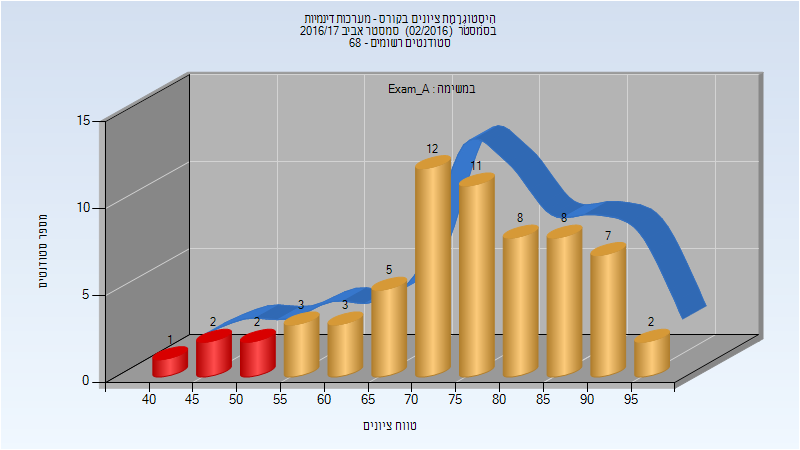 היסטוגרמת ציונים בקורס - מערכות דינמיות
בסמסטר (02/2016) סמסטר אביב 2016/17
סטודנטים רשומים - 68
במשימה : Exam_A
מספר סטודנטים
15
10
5
0
1
2
2
3
3
5
12
11
8
8
7
2
40 45 50 55 60 65 70 75 80 85 90 95
טווח ציונים